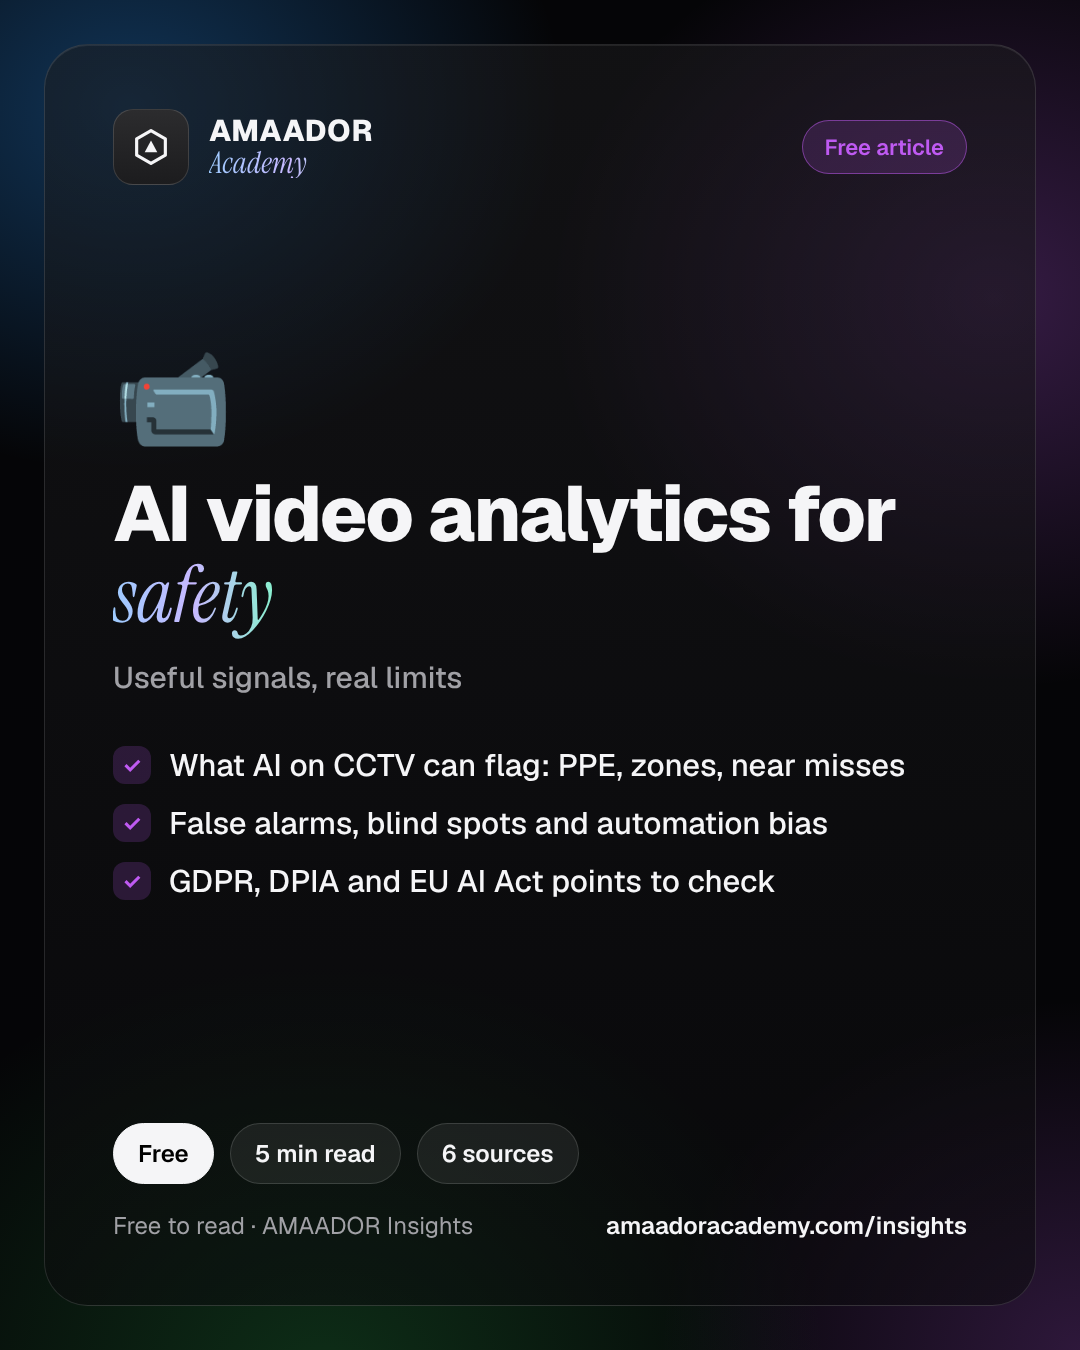 AMAADOR
Academy
Free article
AI video analytics for
safety
Useful signals, real limits
What AI on CCTV can flag: PPE, zones, near misses
False alarms, blind spots and automation bias
GDPR, DPIA and EU AI Act points to check
Free
5 min read
6 sources
Free to read · AMAADOR Insights
amaadoracademy.com/insights